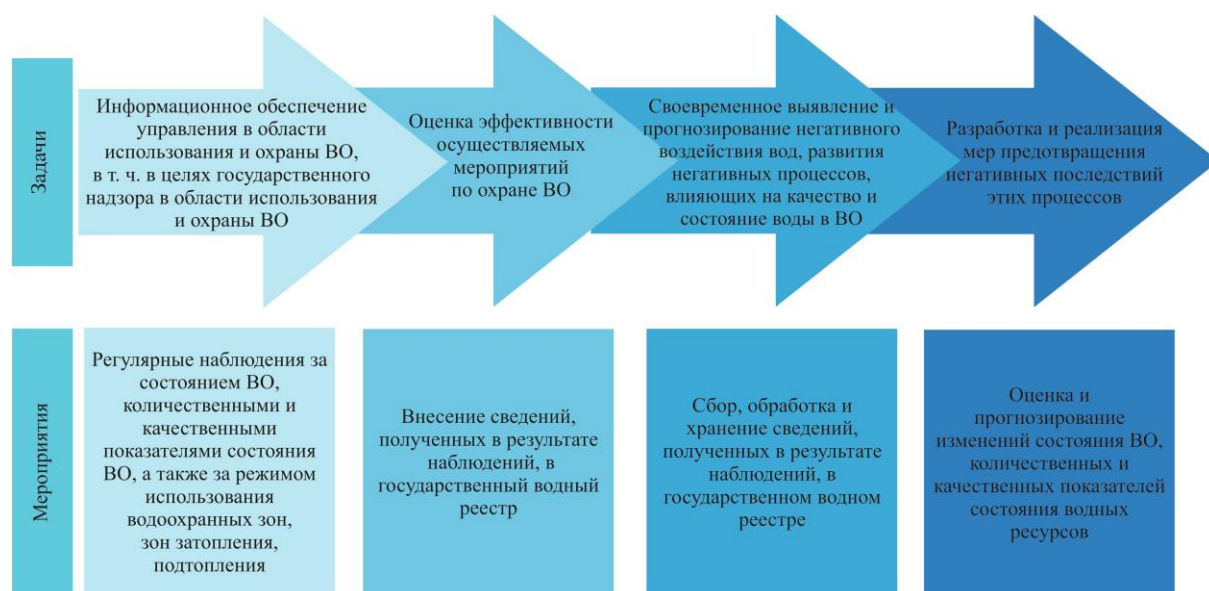 Задачи
Информационное обеспечение
управления в области
использования и охраны ВО,
в т. ч. в целях государственного
надзора в области использования
и охраны ВО
Оценка эффективности
осуществляемых
мероприятий
по охране ВО
Своевременное выявление и
прогнозирование негативного
воздействия вод, развития
негативных процессов,
влияющих на качество и
состояние воды в ВО
Разработка и реализация
мер предотвращения
негативных последствий
этих процессов
Мероприятия
Регулярные наблюдения за
состоянием ВО,
количественными и
качественными
показателями состояния
ВО, а также за режимом
использования
водоохранных зон,
зон затопления,
подтопления
Внесение сведений,
полученных в результате
наблюдений, в
государственный водный
реестр
Сбор, обработка и
хранение сведений,
полученных в результате
наблюдений, в
государственном водном
реестре
Оценка и
прогнозирование
изменений состояния ВО,
количественных и
качественных показателей
состояния водных
ресурсов